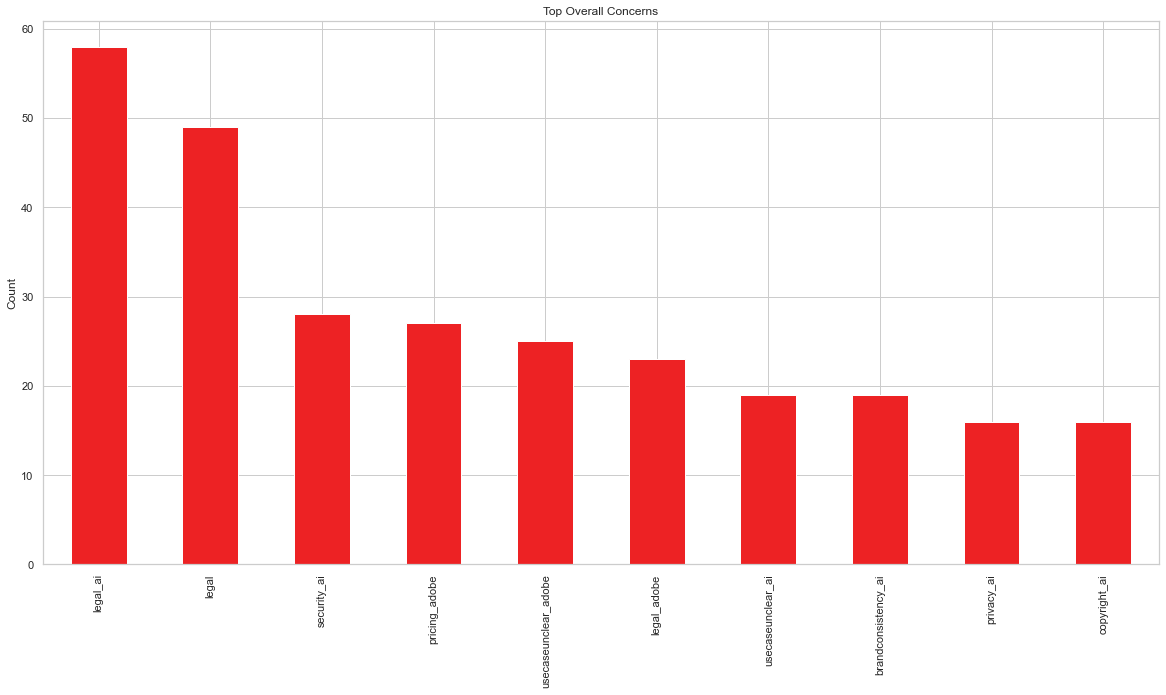 Top Overall Concerns
Count
60
50
40
30
20
10
0
legal_ai
legal
security_ai
pricing_adobe
usecaseunclear_adobe
legal_adobe
usecaseunclear_ai
brandconsistency_ai
privacy_ai
copyright_ai